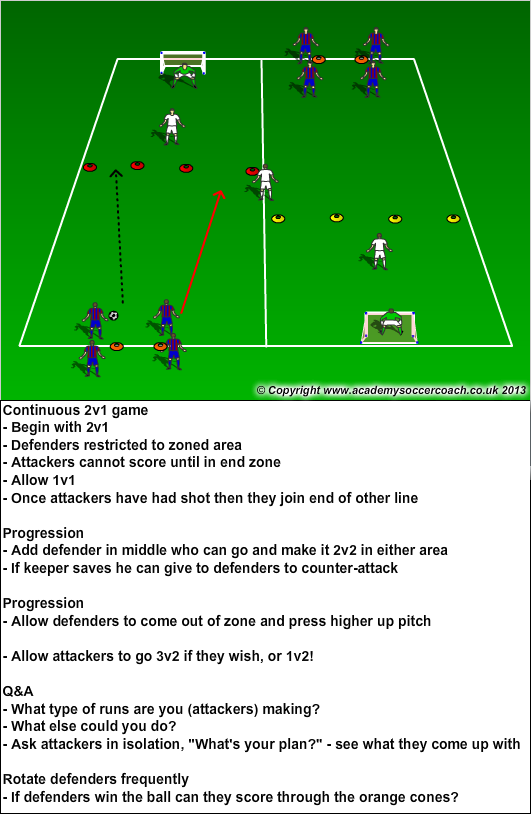 © Copyright www.academysoccercoach.co.uk 2013
Continuous 2v1 game
- Begin with 2v1
- Defenders restricted to zoned area
- Attackers cannot score until in end zone
- Allow 1v1
- Once attackers have had shot then they join end of other line
Progression
- Add defender in middle who can go and make it 2v2 in either area
- If keeper saves he can give to defenders to counter-attack
Progression
- Allow defenders to come out of zone and press higher up pitch
- Allow attackers to go 3v2 if they wish, or 1v2!
Q&A
- What type of runs are you (attackers) making?
- What else could you do?
- Ask attackers in isolation, "What's your plan?" - see what they come up with
Rotate defenders frequently
- If defenders win the ball can they score through the orange cones?